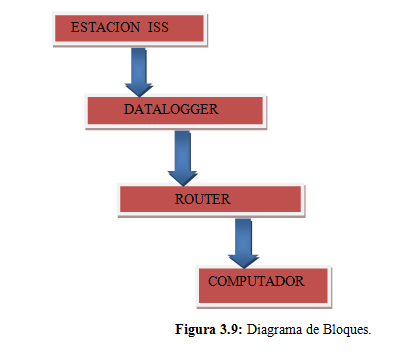 ESTACION ISS
DATALOGGER
ROUTER
COMPUTADOR
Figura 3.9: Diagrama de Bloques.